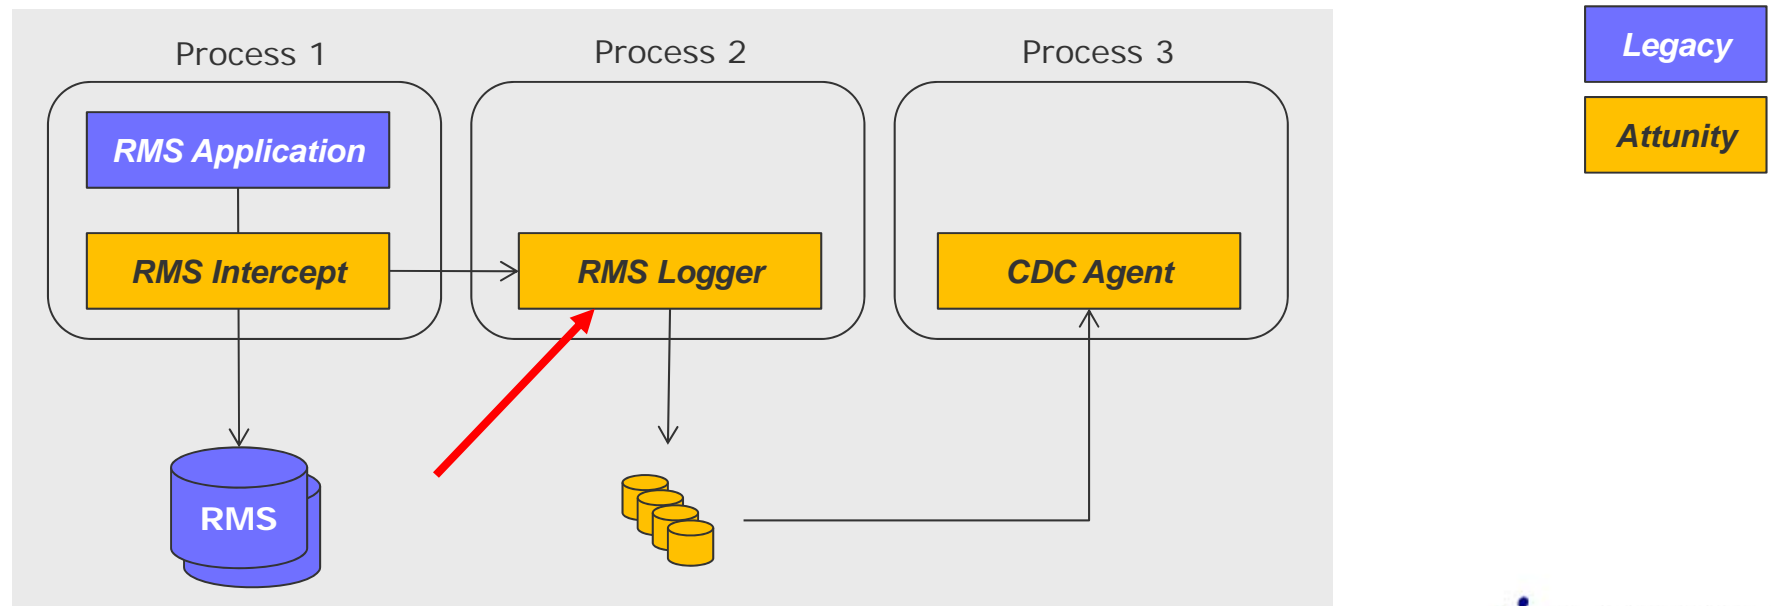 Process 1
Process 2
Process 3
Legacy
Attunity
RMS Application
RMS Intercept
RMS Logger
CDC Agent
RMS